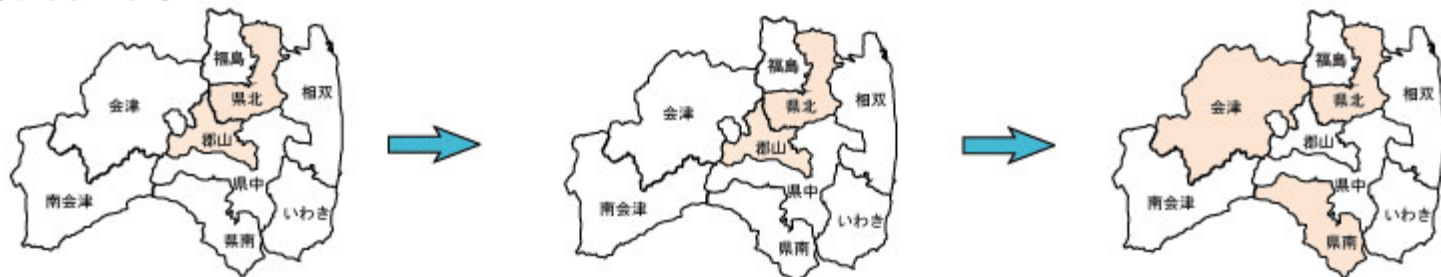 福島
県北
相双
会津
郡山
県中
南会津
いわき
県南
福島
県北
相双
会津
郡山
県中
南会津
いわき
県南
福島
県北
相双
会津
郡山
県中
南会津
いわき
県南